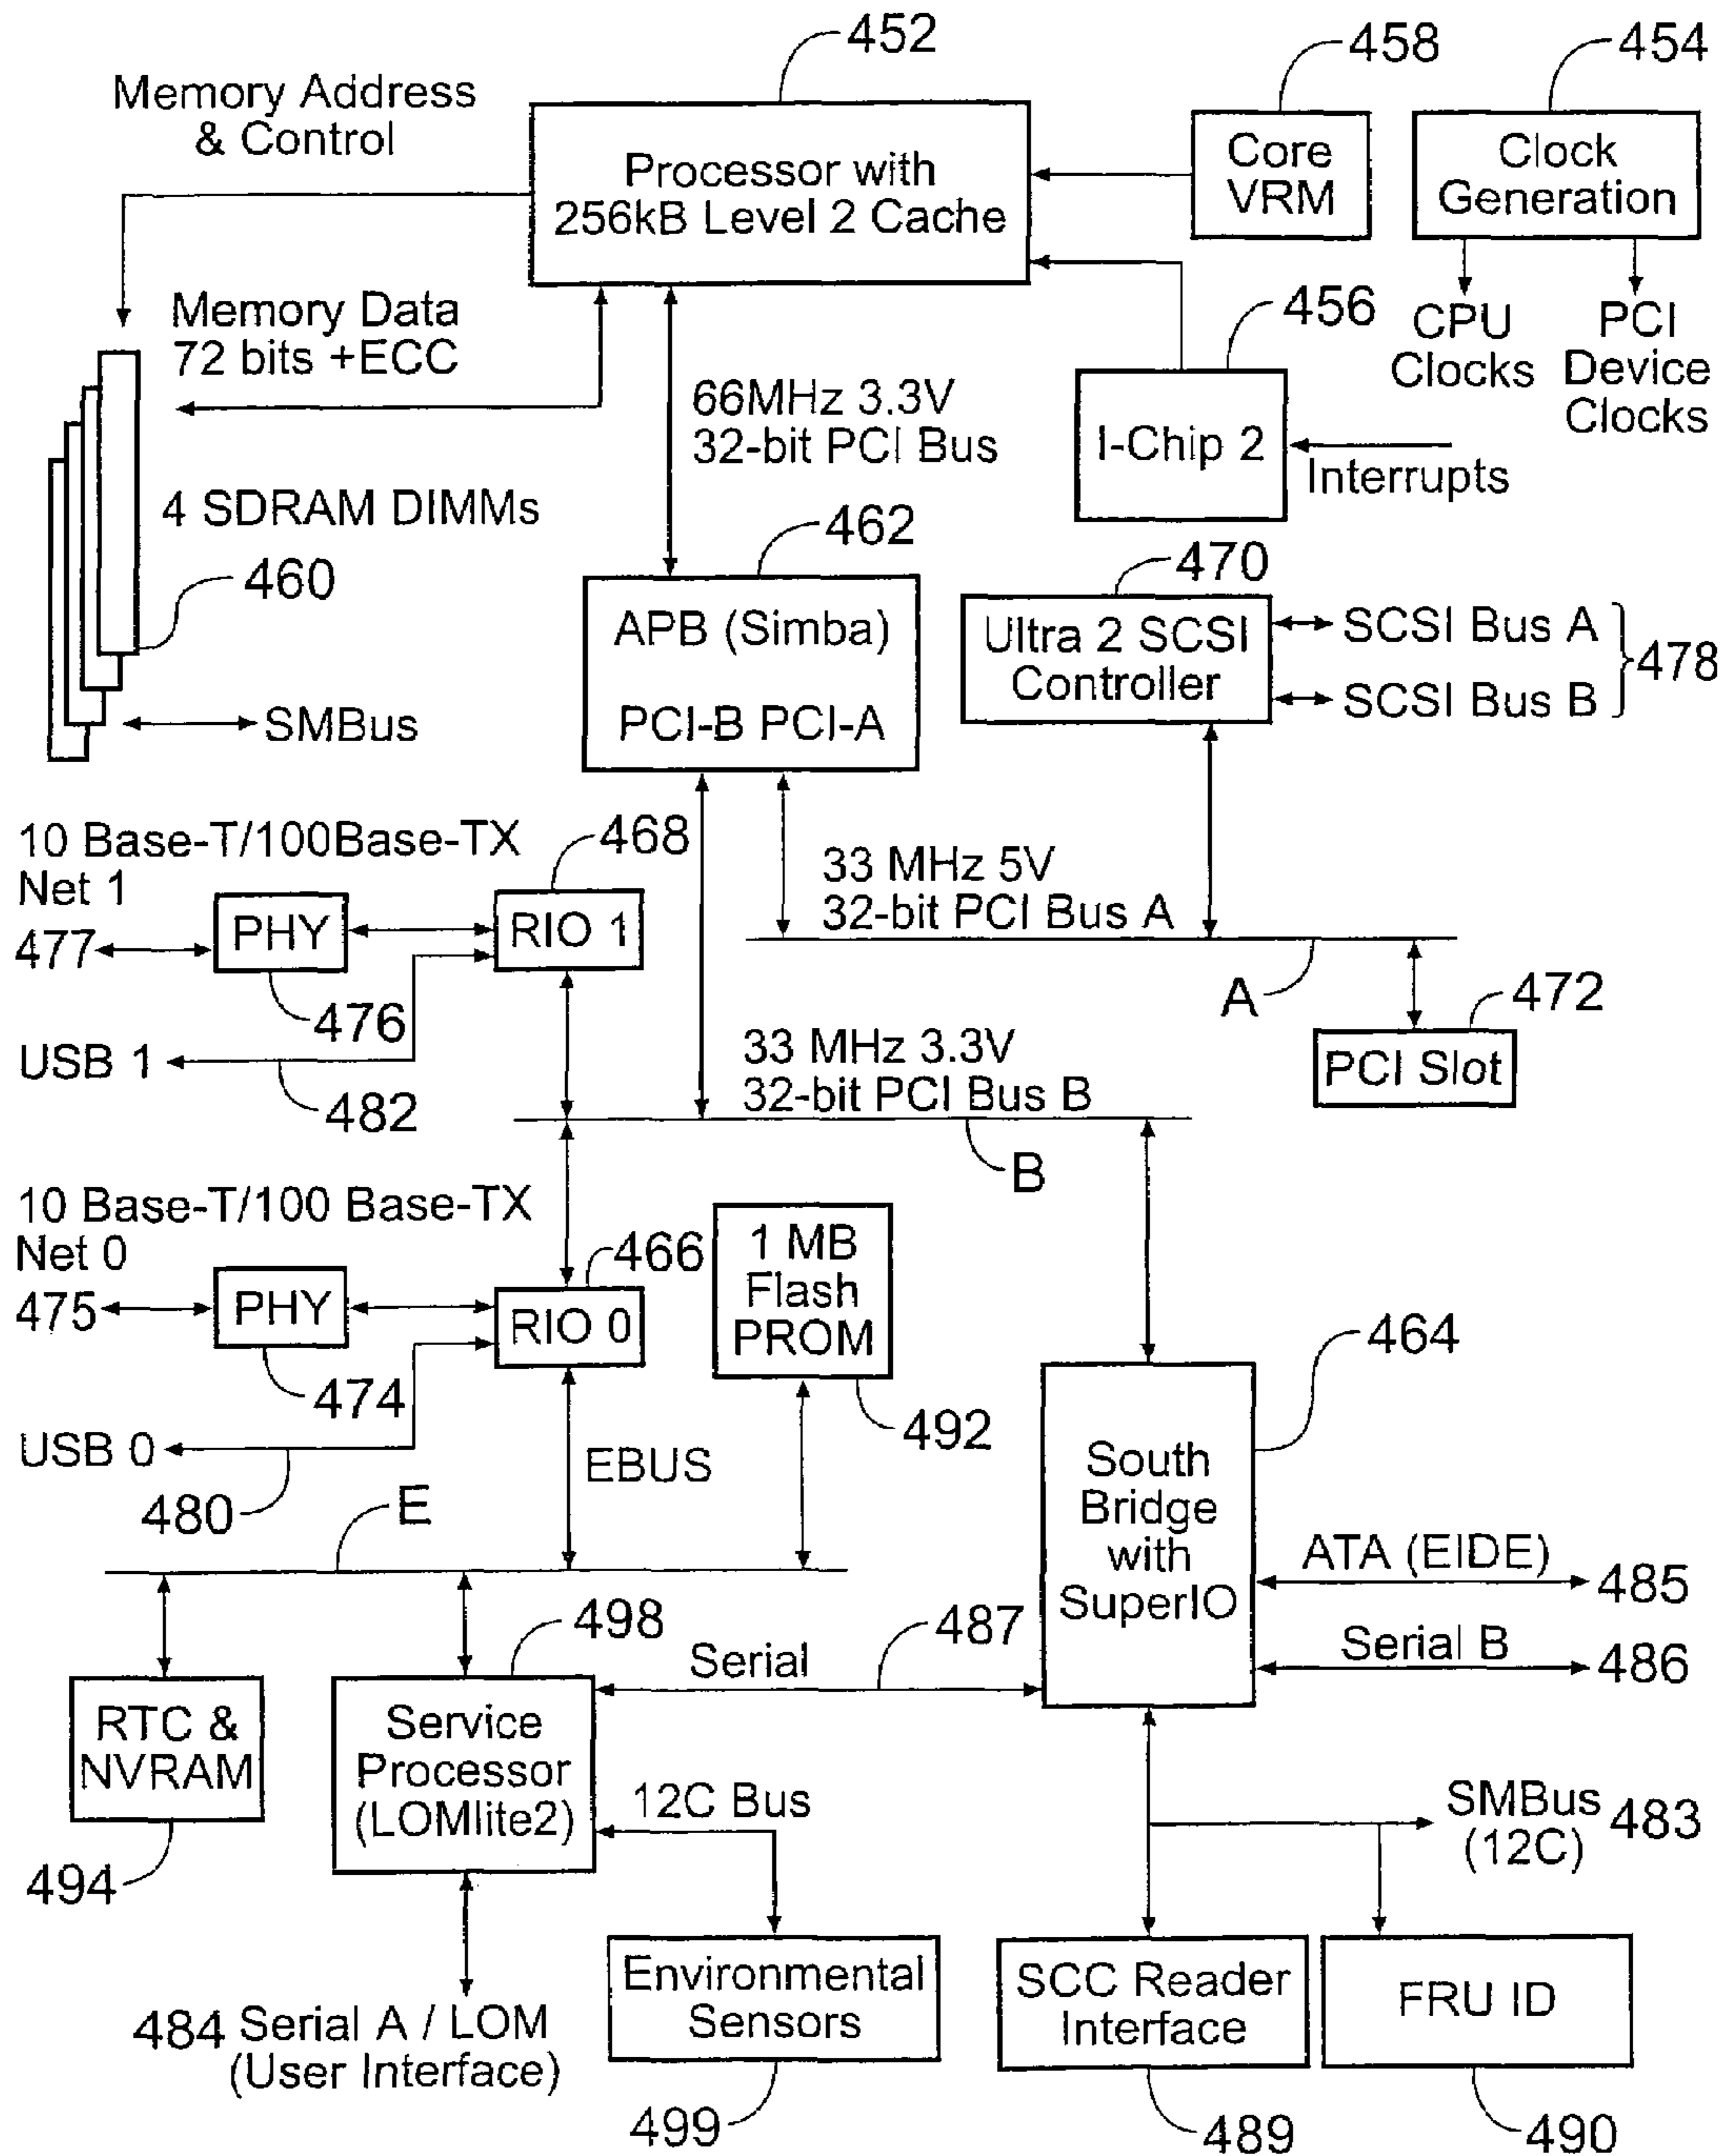 452
458
454
Memory Address
& Control
Processor with
256kB Level 2 Cache
Core
VRM
Clock
Generation
456
CPU
Clocks
PCI
Device
Clocks
Memory Data
72 bits +ECC
66MHz 3.3V
32-bit PCI Bus
I-Chip 2
Interrupts
4 SDRAM DIMMs
460
462
470
APB (Simba)
PCI-B PCI-A
Ultra 2 SCSI
Controller
SCSI Bus A
SCSI Bus B
478
SMBus
10 Base-T/100Base-TX
Net 1
468
477
PHY
RIO 1
476
33 MHz 5V
32-bit PCI Bus A
A
472
PCI Slot
USB 1
482
33 MHz 3.3V
32-bit PCI Bus B
B
10 Base-T/100 Base-TX
Net 0
466
475
PHY
RIO 0
474
1 MB
Flash
PROM
492
464
USB 0
480
EBUS
E
South
Bridge
with
SuperIO
ATA (EIDE)
485
Serial B
486
498
487
Serial
RTC &
NVRAM
494
Service
Processor
(LOMlite2)
12C Bus
SMBus
(12C)
483
484 Serial A / LOM
(User Interface)
Environmental
Sensors
499
SCC Reader
Interface
489
FRU ID
490